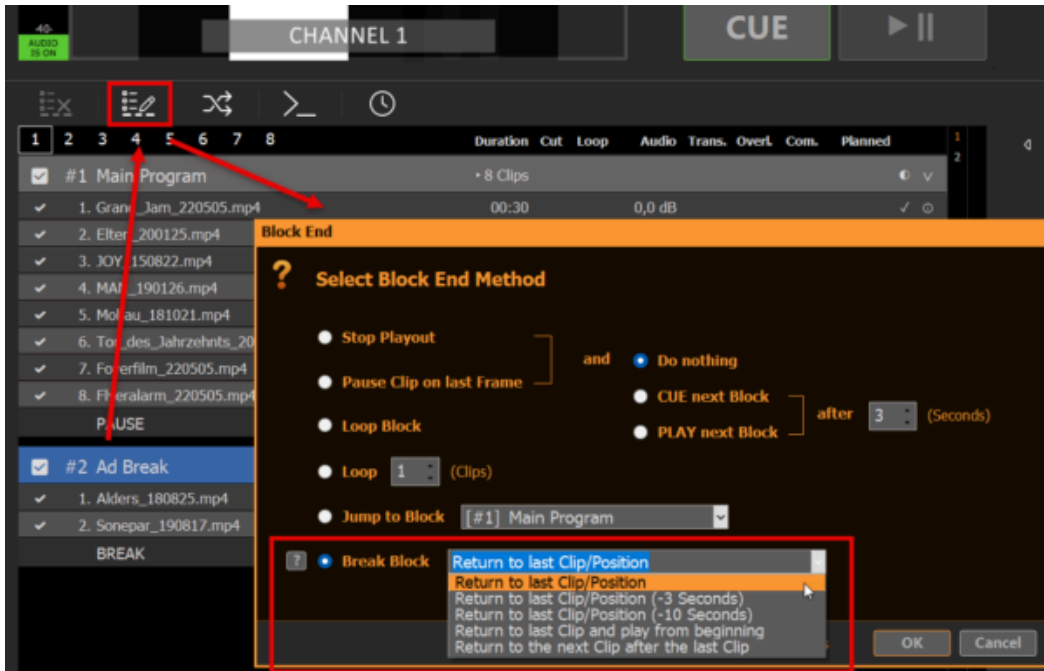 -40-
AUDIO
IS ON
CHANNEL 1
CUE
1 2 3 4 5 6 7 8 Duration Cut Loop Audio Trans. Overl. Com. Planned
1
2
#1 Main Program 8 Clips
1. Grand_Jam_220505.mp4 00:30 0,0 dB
2. Eltern_200125.mp4
3. JOY_150822.mp4
4. MAN_190126.mp4
5. 181021.mp4
6. Tor_des_Jahrzehnts_20
7. 220505.mp4
8. 220505.mp4
PAUSE
#2 Ad Break
1. Alders_180825.mp4
2. Sonepar_190817.mp4
BREAK
Block End
?
Select Block End Method
Stop Playout
and
Do nothing
Pause Clip on last Frame
CUE next Block
after 3 (Seconds)
Loop Block
PLAY next Block
Loop 1 (Clips)
Jump to Block [#1] Main Program
? Break Block Return to last Clip/Position
Return to last Clip/Position
Return to last Clip/Position (-3 Seconds)
Return to last Clip/Position (-10 Seconds)
Return to last Clip and play from beginning
Return to the next Clip after the last Clip
OK Cancel